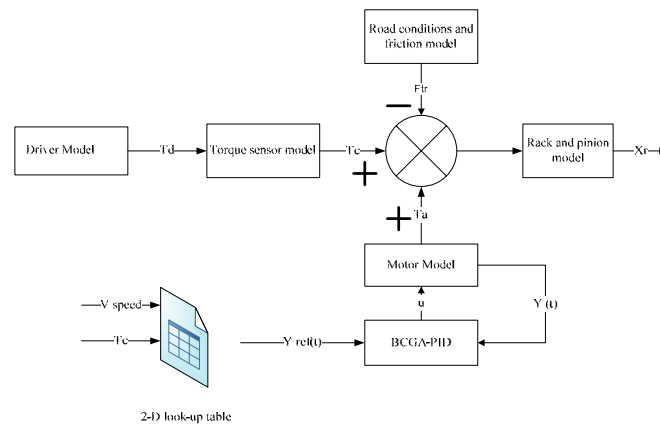 Road conditions and
friction model
Ftr
Driver Model
Td
Torque sensor model
Tc
Rack and pinion
model
Xr
Ta
Motor Model
V speed
u
Y (t)
Tc
Y ref(t)
BCGA-PID
2-D look-up table